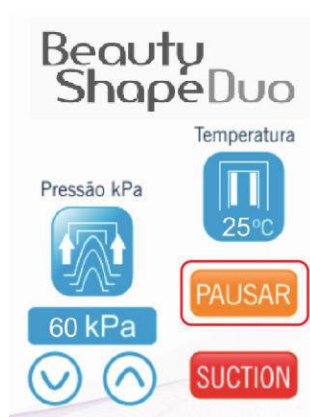 Beauty
ShapeDuo
Temperatura
25°C
Pressão kPa
60 kPa
PAUSAR
SUCTION